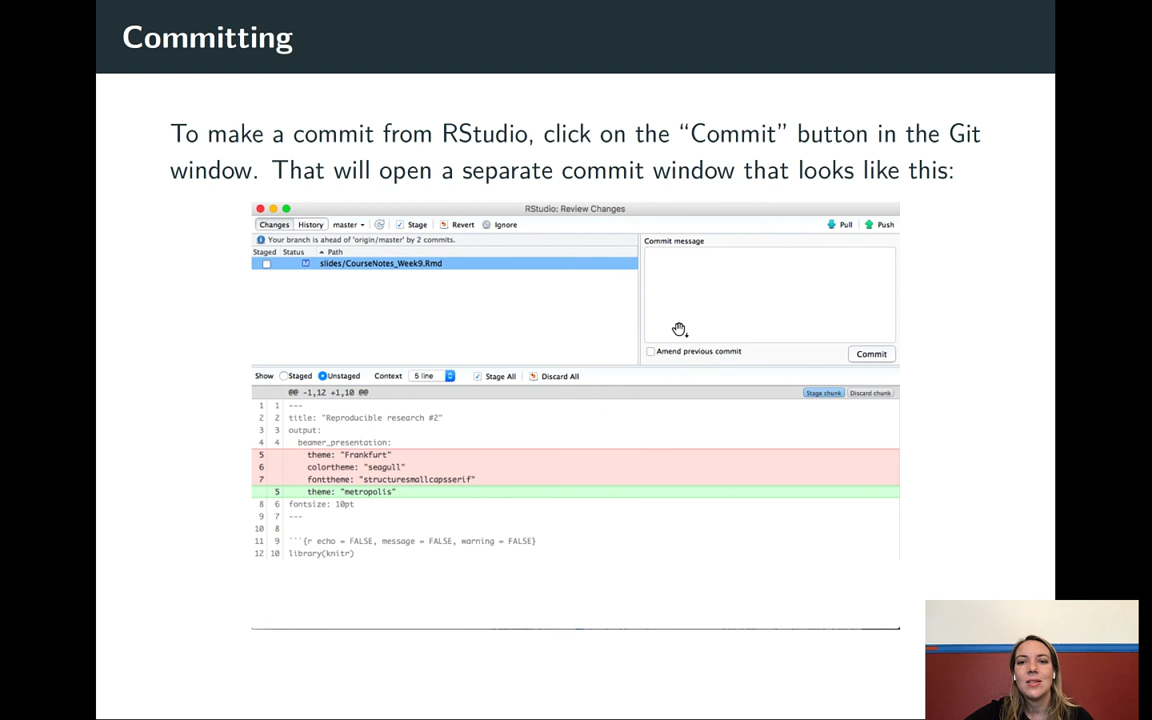 Committing
To make a commit from RStudio, click on the “Commit” button in the Git
window. That will open a separate commit window that looks like this:
RStudio: Review Changes
Changes History master Stage Revert Ignore Pull Push
Your branch is ahead of 'origin/master' by 2 commits.
Staged Status Path
M slides/CourseNotes_Week9.Rmd
Commit message
Amend previous commit Commit
Show Staged Unstaged Context 5 line Stage All Discard All
@@ -1,12 +1,10 @@ Stage chunk Discard chunk
1 1 ---
2 2 title: "Reproducible research #2"
3 3 output:
4 4 beamer_presentation:
5 theme: "Frankfurt"
6 colortheme: "seagull"
7 fonttheme: "structuresmallcapsserif"
5 theme: "metropolis"
8 6 fontsize: 10pt
9 7 ---
10 8
11 9 ```{r echo = FALSE, message = FALSE, warning = FALSE}
12 10 library(knitr)